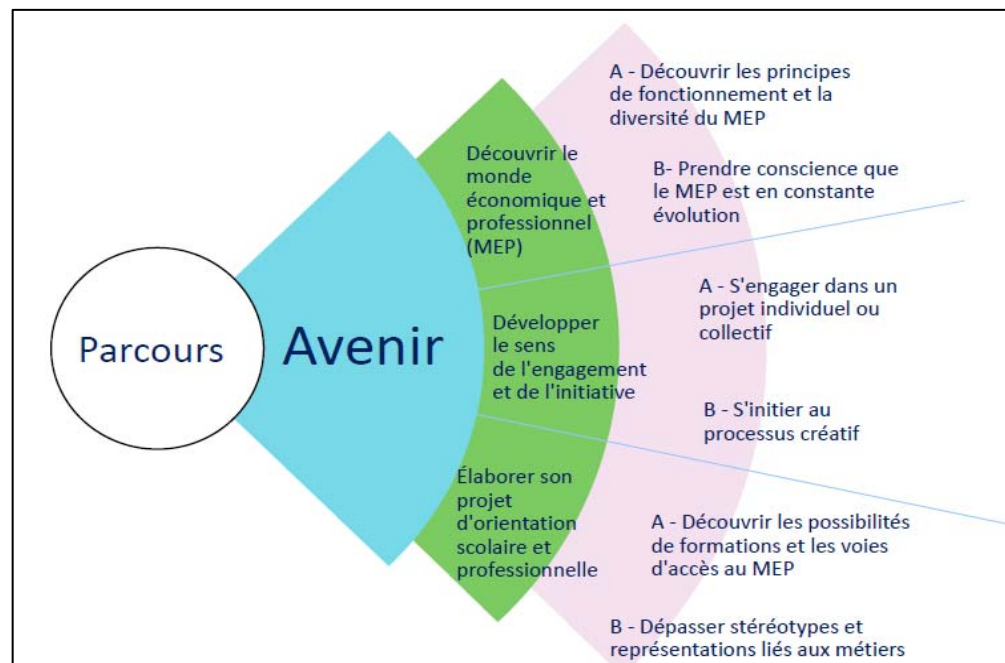 Parcours
Avenir
Découvrir le
monde
économique et
professionnel
(MEP)
A - Découvrir les principes
de fonctionnement et la
diversité du MEP
B- Prendre conscience que
le MEP est en constante
évolution
Développer
le sens
de l'engagement
et de l'initiative
A - S'engager dans un
projet individuel ou
collectif
B - S'initier au
processus créatif
Élaborer son
projet
d'orientation
scolaire et
professionnelle
A - Découvrir les possibilités
de formations et les voies
d'accès au MEP
B - Dépasser stéréotypes et
représentations liés aux métiers